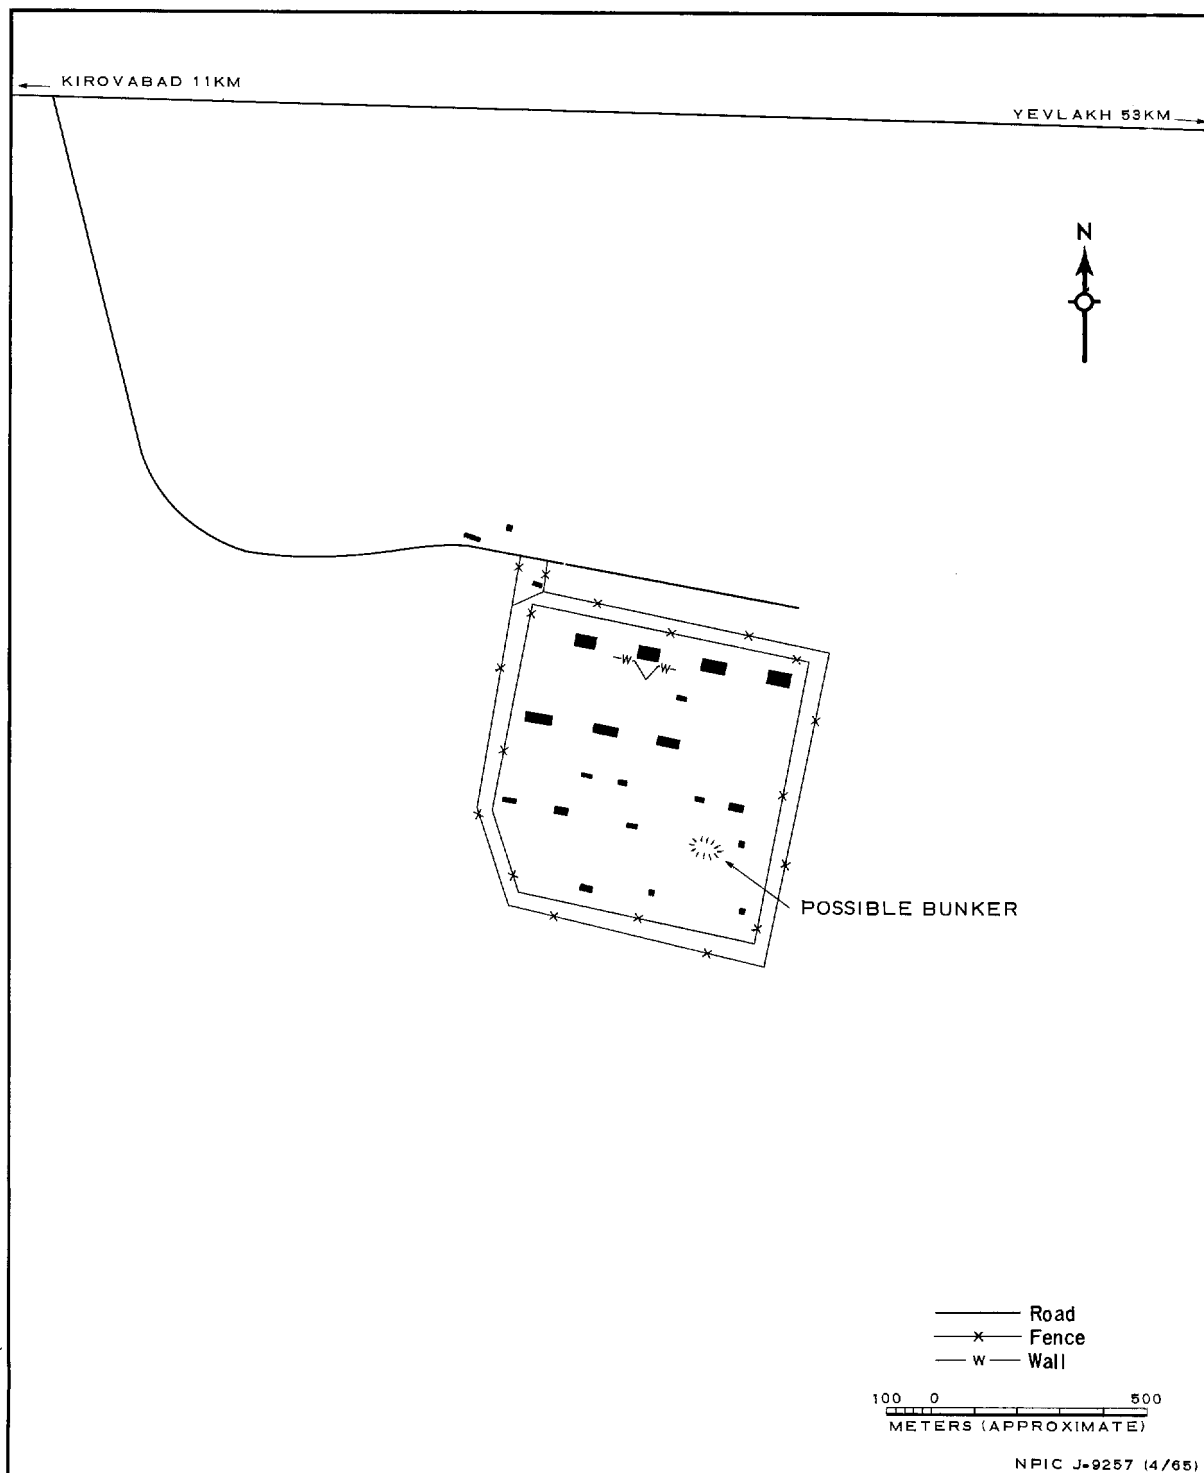 KIROVABAD 11KM
YEVLAKH 53KM
N
W W
POSSIBLE BUNKER
Road
Fence
W Wall
100 0 500
METERS (APPROXIMATE)
NPIC J-9257 (4/65)